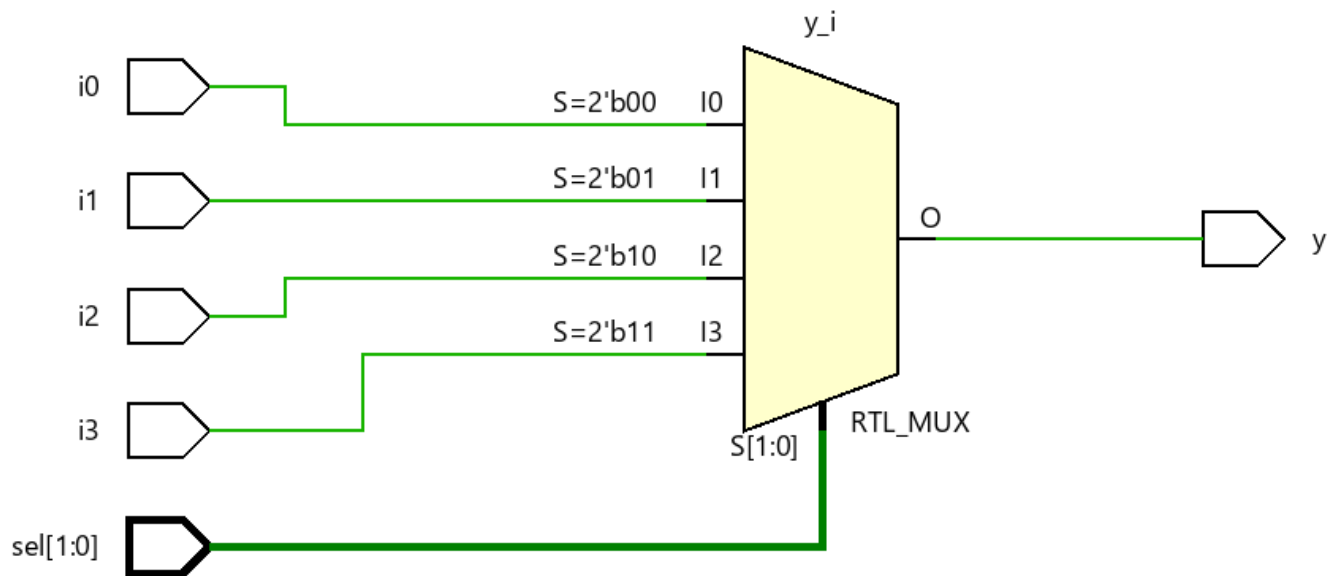 y_i
i0
S=2'b00 I0
i1
S=2'b01 I1
O
y
i2
S=2'b10 I2
i3
S=2'b11 I3
RTL_MUX
S[1:0]
sel[1:0]